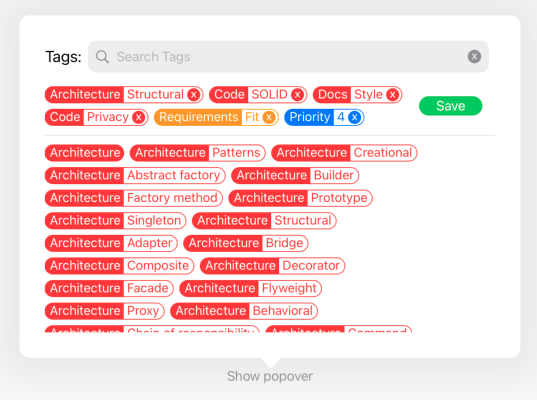 Tags: Search Tags
Architecture Structural x Code SOLID x Docs Style x
Save
Code Privacy x Requirements Fit x Priority 4 x
Architecture Architecture Patterns Architecture Creational
Architecture Abstract factory Architecture Builder
Architecture Factory method Architecture Prototype
Architecture Singleton Architecture Structural
Architecture Adapter Architecture Bridge
Architecture Composite Architecture Decorator
Architecture Facade Architecture Flyweight
Architecture Proxy Architecture Behavioral
Architecture Chain of responsibility Architecture Command
Show popover